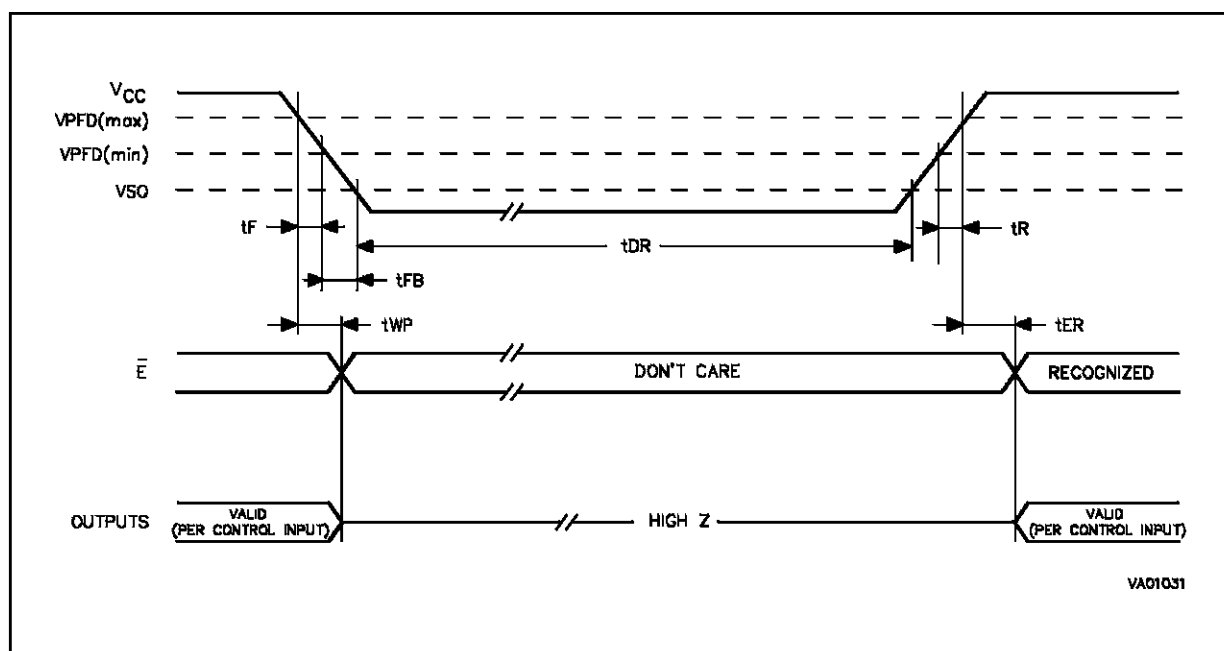 VCC
VPFD(max)
VPFD(min)
VSO
tF
tDR
tR
tFB
tWP
tER
E̅
DON'T CARE
RECOGNIZED
OUTPUTS
VALID
(PER CONTROL INPUT)
HIGH Z
VALID
(PER CONTROL INPUT)
VA01031